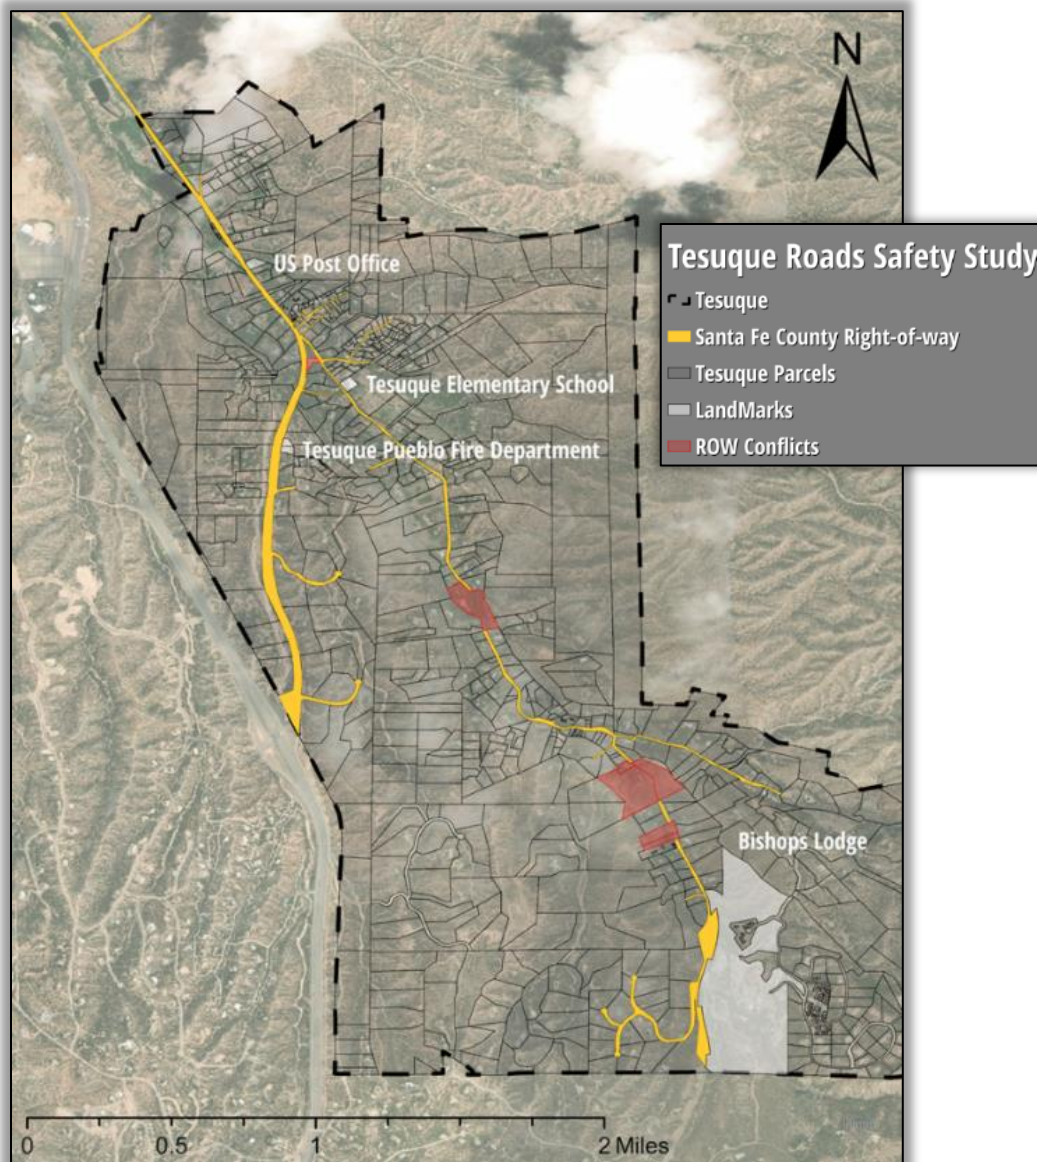 N
Tesuque Roads Safety Study
Tesuque
Santa Fe County Right-of-way
Tesuque Parcels
LandMarks
ROW Conflicts
US Post Office
Tesuque Elementary School
Tesuque Pueblo Fire Department
Bishops Lodge
0 0.5 1 2 Miles